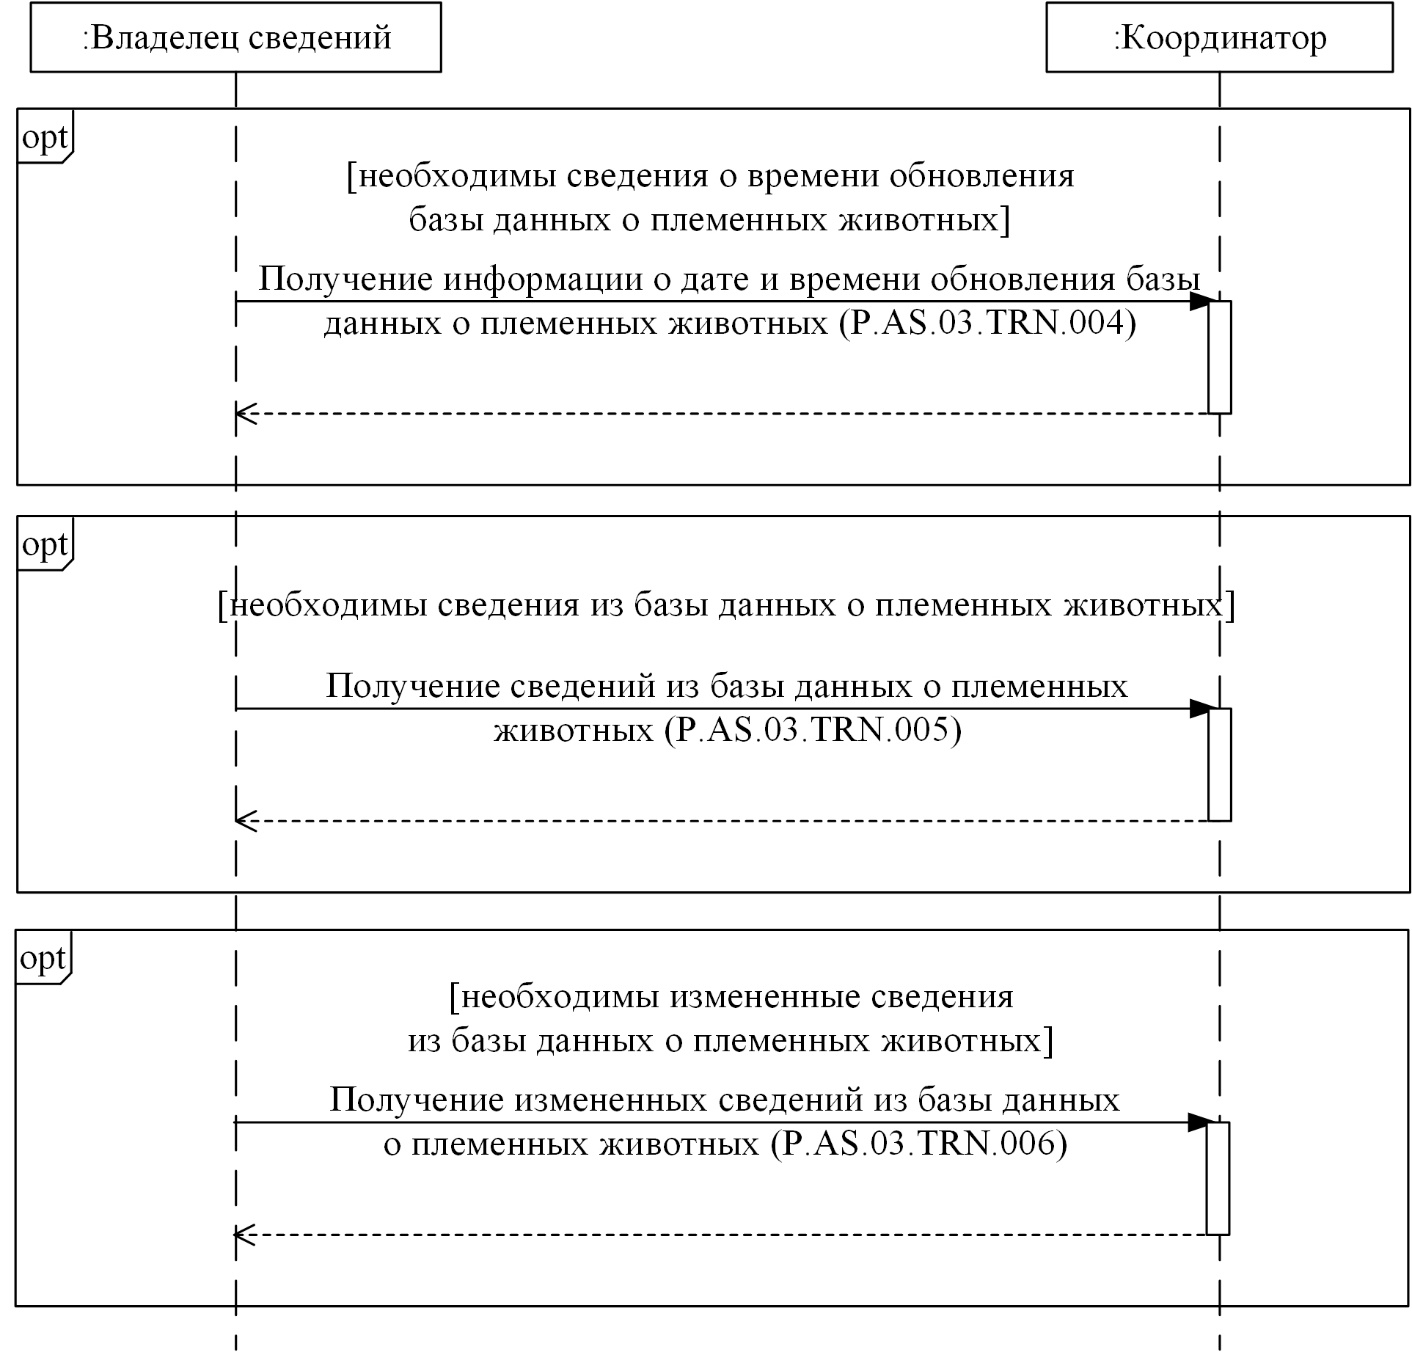 :Владелец сведений
:Координатор
opt
[необходимы сведения о времени обновления
базы данных о племенных животных]
Получение информации о дате и времени обновления базы
данных о племенных животных (P.AS.03.TRN.004)
opt
[необходимы сведения из базы данных о племенных животных]
Получение сведений из базы данных о племенных
животных (P.AS.03.TRN.005)
opt
[необходимы измененные сведения
из базы данных о племенных животных]
Получение измененных сведений из базы данных
о племенных животных (P.AS.03.TRN.006)